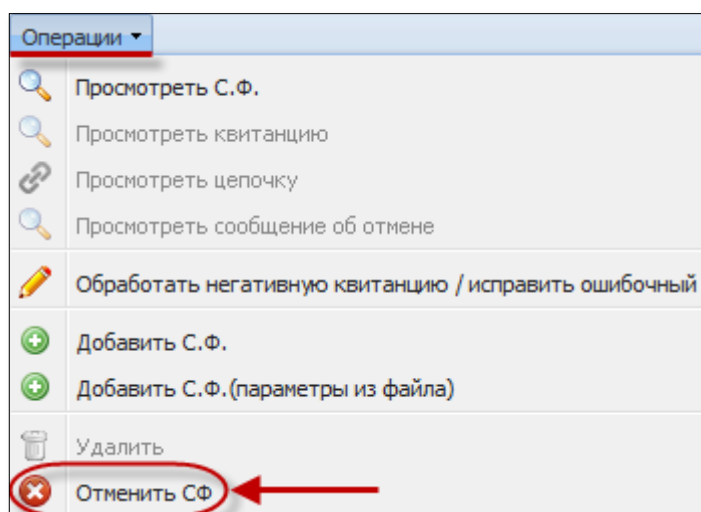 Операции
Просмотреть С.Ф.
Просмотреть квитанцию
Просмотреть цепочку
Просмотреть сообщение об отмене
Обработать негативную квитанцию / исправить ошибочный
Добавить С.Ф.
Добавить С.Ф.(параметры из файла)
Удалить
Отменить СФ